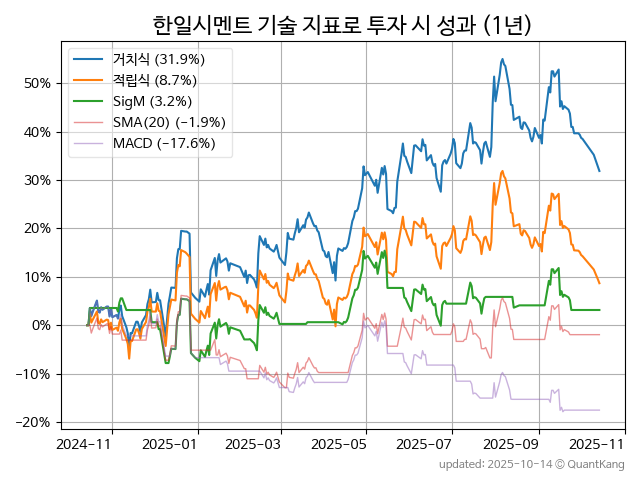 한일시멘트 기술 지표로 투자 시 성과 (1년)
거치식 (31.9%)
적립식 (8.7%)
SigM (3.2%)
SMA(20) (−1.9%)
MACD (−17.6%)
50%
40%
30%
20%
10%
0%
−10%
−20%
2024-11
2025-01
2025-03
2025-05
2025-07
2025-09
2025-11
updated: 2025-10-14 © QuantKang